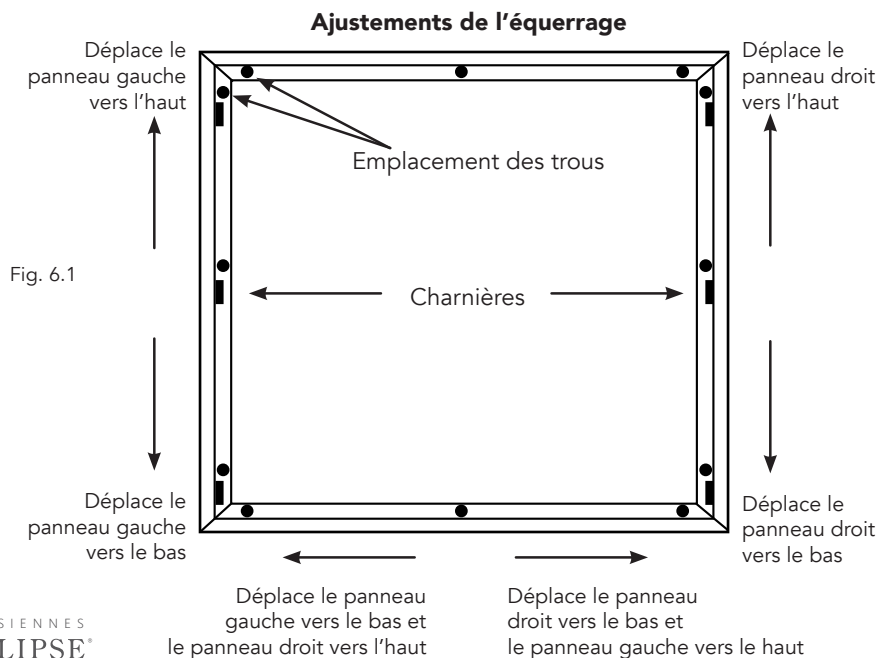 Ajustements de l’équerrage
Déplace le
panneau gauche
vers l’haut
Déplace le
panneau droit
vers l’haut
Emplacement des trous
Fig. 6.1
Charnières
Déplace le
panneau gauche
vers le bas
Déplace le
panneau droit
vers le bas
Déplace le panneau
gauche vers le bas et
le panneau droit vers l’haut
Déplace le panneau
droit vers le bas et
le panneau gauche vers le haut
SIENNES
LIPSE®